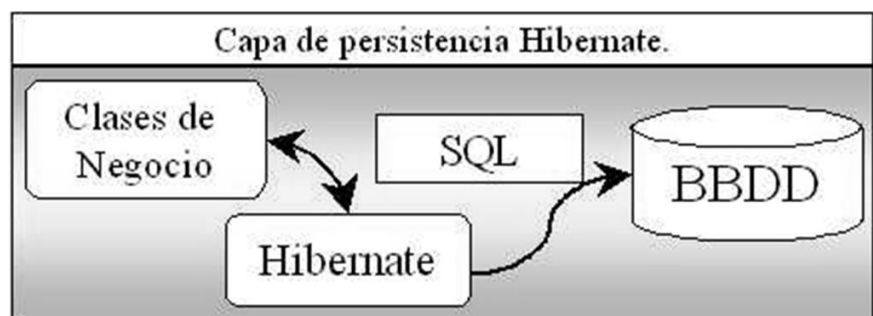 Capa de persistencia Hibernate.
Clases de
Negocio
SQL
BBDD
Hibernate